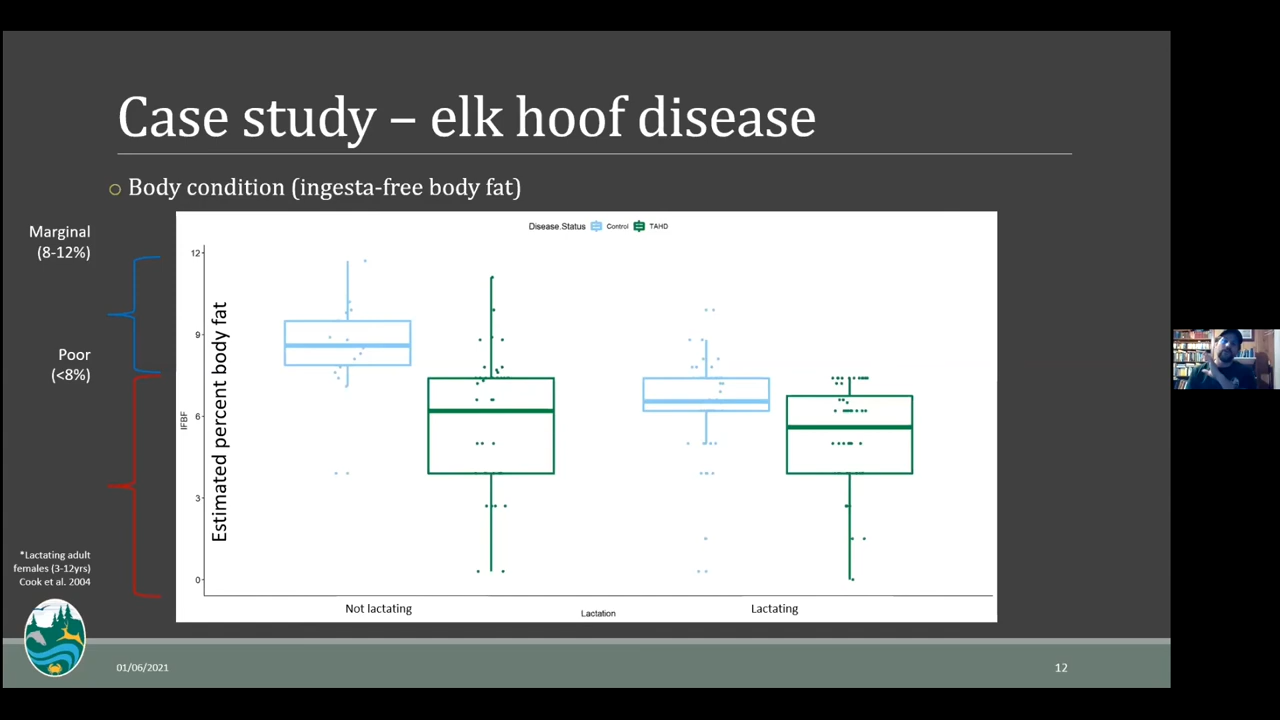 Case study – elk hoof disease
Body condition (ingesta-free body fat)
Marginal
(8-12%)
Poor
(<8%)
*Lactating adult
females (3-12yrs)
Cook et al. 2004
Disease.Status Control TAHD
12
9
6
3
0
IFBF
Estimated percent body fat
Not lactating
Lactating
Lactation
01/06/2021
12